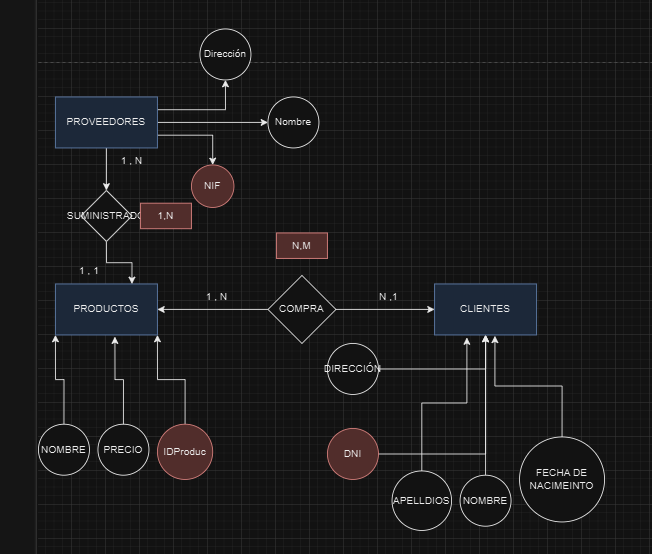 Dirección
PROVEEDORES
Nombre
1 , N
NIF
SUMINISTRADO
1,N
N,M
1 , 1
PRODUCTOS
1 , N
COMPRA
N ,1
CLIENTES
DIRECCIÓN
NOMBRE
PRECIO
IDProduc
DNI
APELLDIOS
NOMBRE
FECHA DE
NACIMEINTO